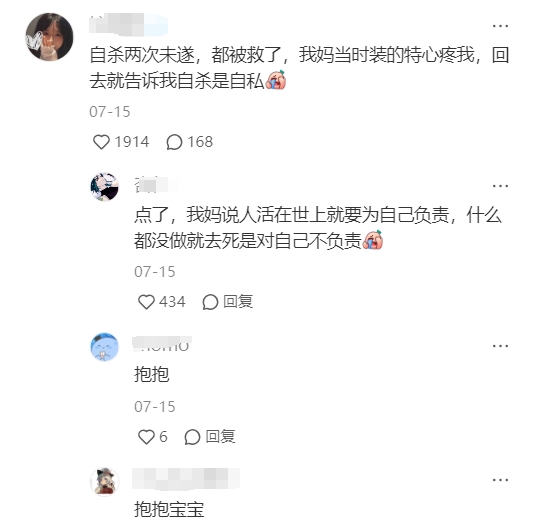 自杀两次未遂，都被救了，我妈当时装的特心疼我，回
去就告诉我自杀是自私
07-15
1914 168
点了，我妈说人活在世上就要为自己负责，什么
都没做就去死是对自己不负责
07-15
434 回复
抱抱
07-15
6 回复
抱抱宝宝